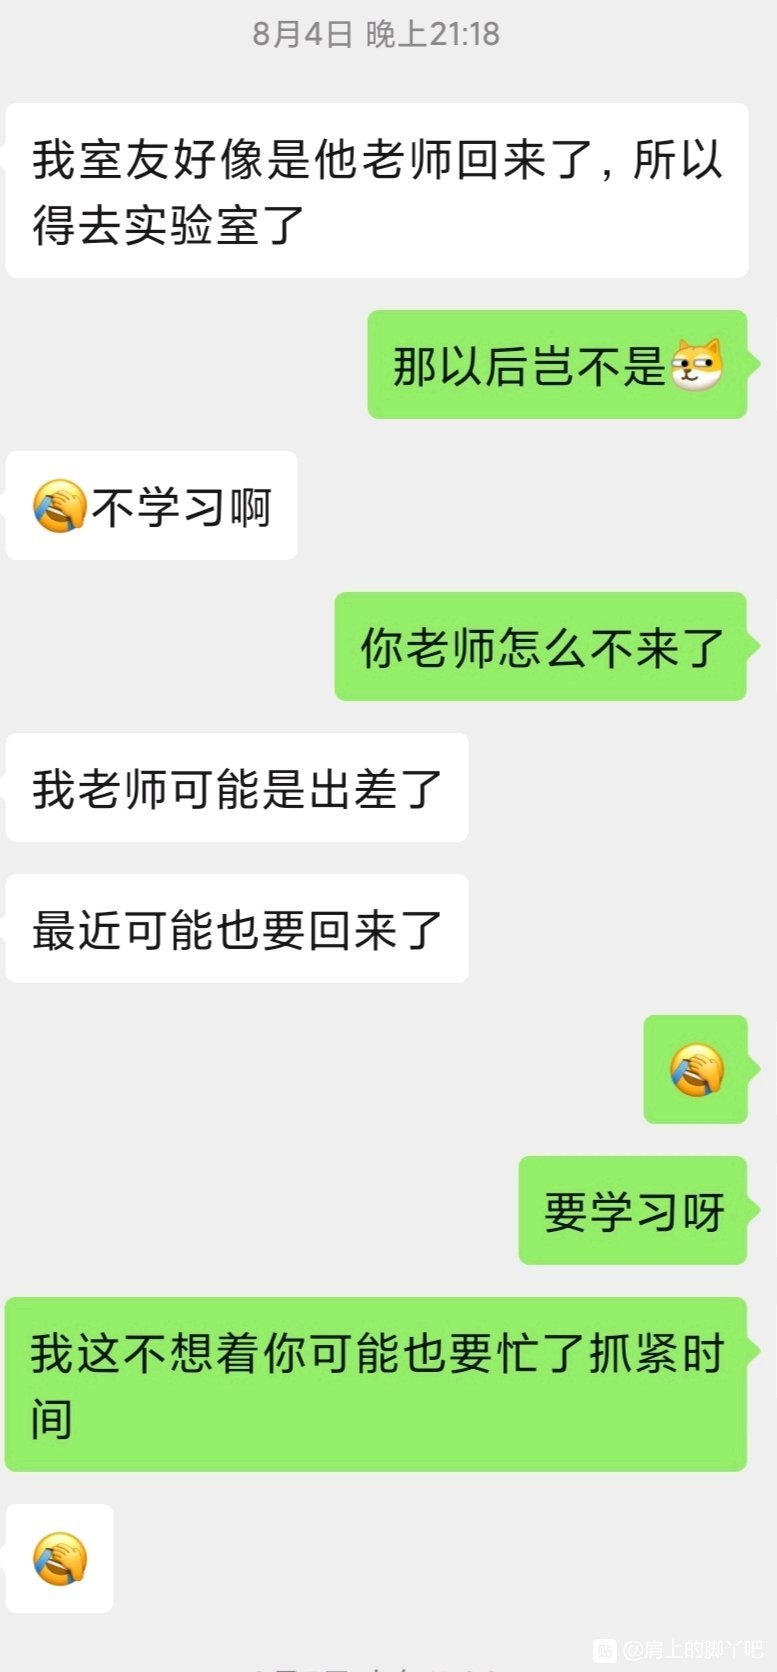 8月4日 晚上21:18
我室友好像是他老师回来了，所以
得去实验室了
那以后岂不是
不学习啊
你老师怎么不来了
我老师可能是出差了
最近可能也要回来了
要学习呀
我这不想着你可能也要忙了抓紧时
间
贴 @肩上的脚丫吧